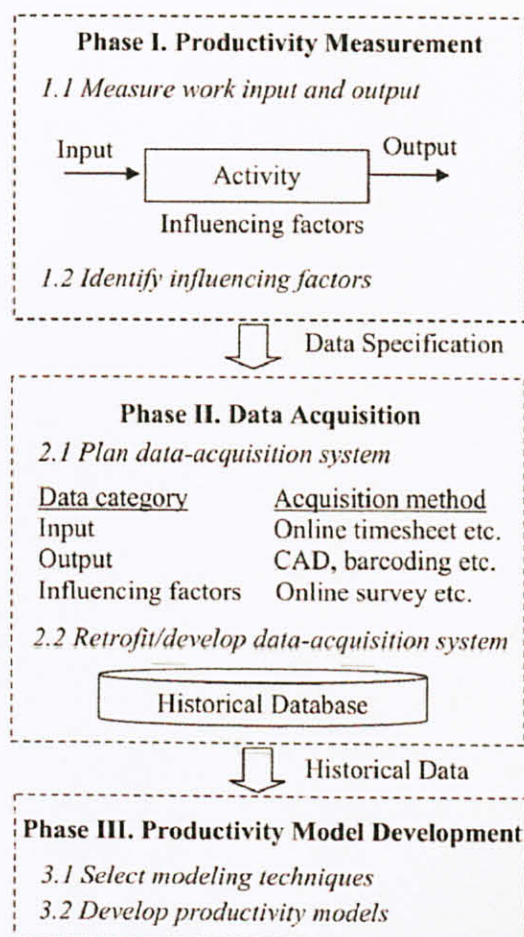 Phase I. Productivity Measurement
1.1 Measure work input and output
Input
Output
Activity
Influencing factors
1.2 Identify influencing factors
Data Specification
Phase II. Data Acquisition
2.1 Plan data-acquisition system
Data category Acquisition method
Input Online timesheet etc.
Output CAD, barcoding etc.
Influencing factors Online survey etc.
2.2 Retrofit/develop data-acquisition system
Historical Database
Historical Data
Phase III. Productivity Model Development
3.1 Select modeling techniques
3.2 Develop productivity models